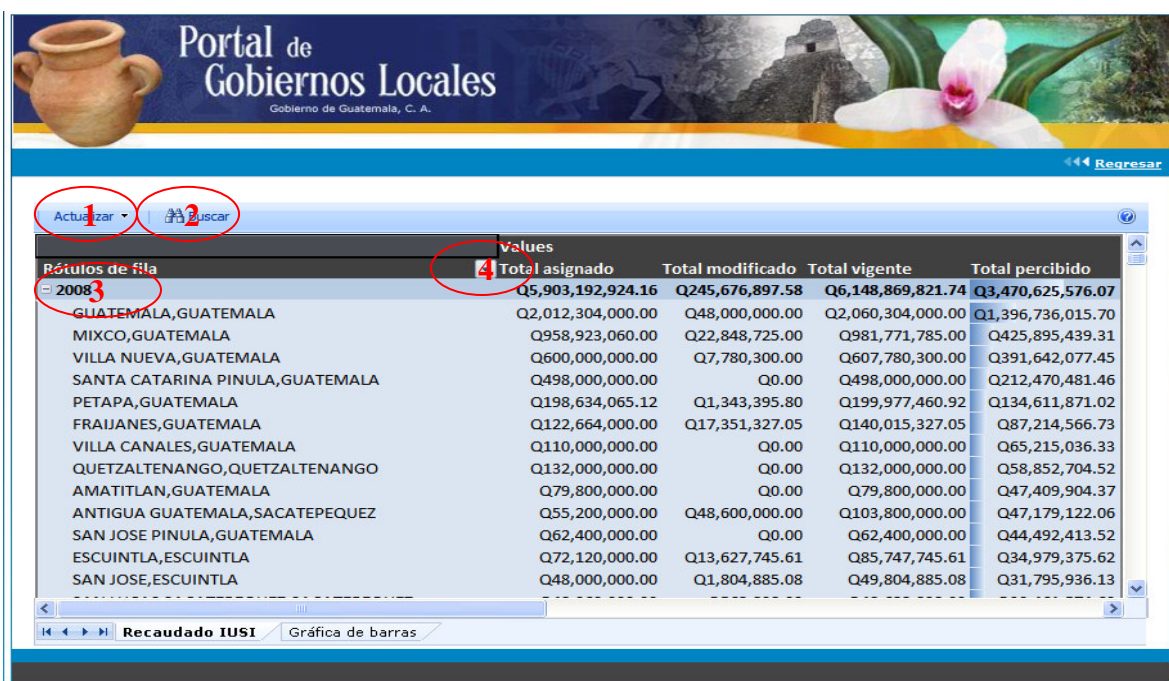 Portal de
Gobiernos Locales
Gobierno de Guatemala, C. A.
Regresar
Actualizar 1 Buscar 2
Values
Rótulos de fila 4 Total asignado Total modificado Total vigente Total percibido
2008 3 Q5,903,192,924.16 Q245,676,897.58 Q6,148,869,821.74 Q3,470,625,576.07
GUATEMALA,GUATEMALA Q2,012,304,000.00 Q48,000,000.00 Q2,060,304,000.00 Q1,396,736,015.70
MIXCO,GUATEMALA Q958,923,060.00 Q22,848,725.00 Q981,771,785.00 Q425,895,439.31
VILLA NUEVA,GUATEMALA Q600,000,000.00 Q7,780,300.00 Q607,780,300.00 Q391,642,077.45
SANTA CATARINA PINULA,GUATEMALA Q498,000,000.00 Q0.00 Q498,000,000.00 Q212,470,481.46
PETAPA,GUATEMALA Q198,634,065.12 Q1,343,395.80 Q199,977,460.92 Q134,611,871.02
FRAIJANES,GUATEMALA Q122,664,000.00 Q17,351,327.05 Q140,015,327.05 Q87,214,566.73
VILLA CANALES,GUATEMALA Q110,000,000.00 Q0.00 Q110,000,000.00 Q65,215,036.33
QUETZALTENANGO,QUETZALTENANGO Q132,000,000.00 Q0.00 Q132,000,000.00 Q58,852,704.52
AMATITLAN,GUATEMALA Q79,800,000.00 Q0.00 Q79,800,000.00 Q47,409,904.37
ANTIGUA GUATEMALA,SACATEPEQUEZ Q55,200,000.00 Q48,600,000.00 Q103,800,000.00 Q47,179,122.06
SAN JOSE PINULA,GUATEMALA Q62,400,000.00 Q0.00 Q62,400,000.00 Q44,492,413.52
ESCUINTLA,ESCUINTLA Q72,120,000.00 Q13,627,745.61 Q85,747,745.61 Q34,979,375.62
SAN JOSE,ESCUINTLA Q48,000,000.00 Q1,804,885.08 Q49,804,885.08 Q31,795,936.13
Recaudado IUSI Gráfica de barras